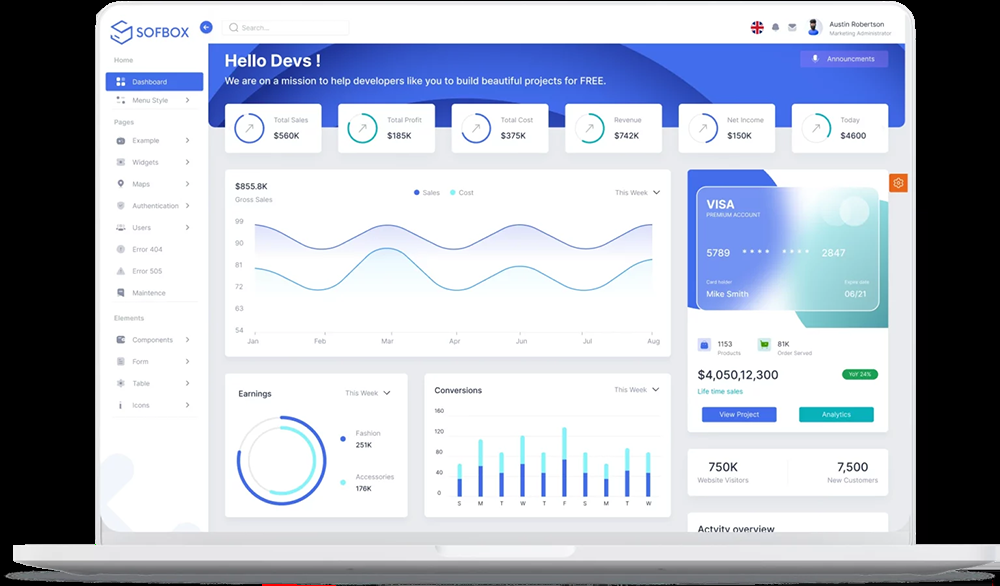 SOFBOX
Search...
Austin Robertson
Marketing Administrator
Home
Dashboard
Menu Style
Pages
Example
Widgets
Maps
Authentication
Users
Error 404
Error 505
Maintence
Elements
Components
Form
Table
Icons
Hello Devs !
We are on a mission to help developers like you to build beautiful projects for FREE.
Announcments
Total Sales
$560K
Total Profit
$185K
Total Cost
$375K
Revenue
$742K
Net Income
$150K
Today
$4600
$855.8K
Gross Sales
Sales
Cost
This Week
99
90
81
72
63
54
Jan Feb Mar Apr Jun Jul Aug
VISA
PREMIUM ACCOUNT
5789 **** **** 2847
Card holder
Expire date
Mike Smith
06/21
1153
Products
81K
Order Served
$4,050,12,300
YoY 24%
Life time sales
View Project
Analytics
Earnings
This Week
Fashion
251K
Accessories
176K
Conversions
This Week
160
120
80
40
0
S M T W T F S M T W
750K
Website Visitors
7,500
New Customers
Actvity overview